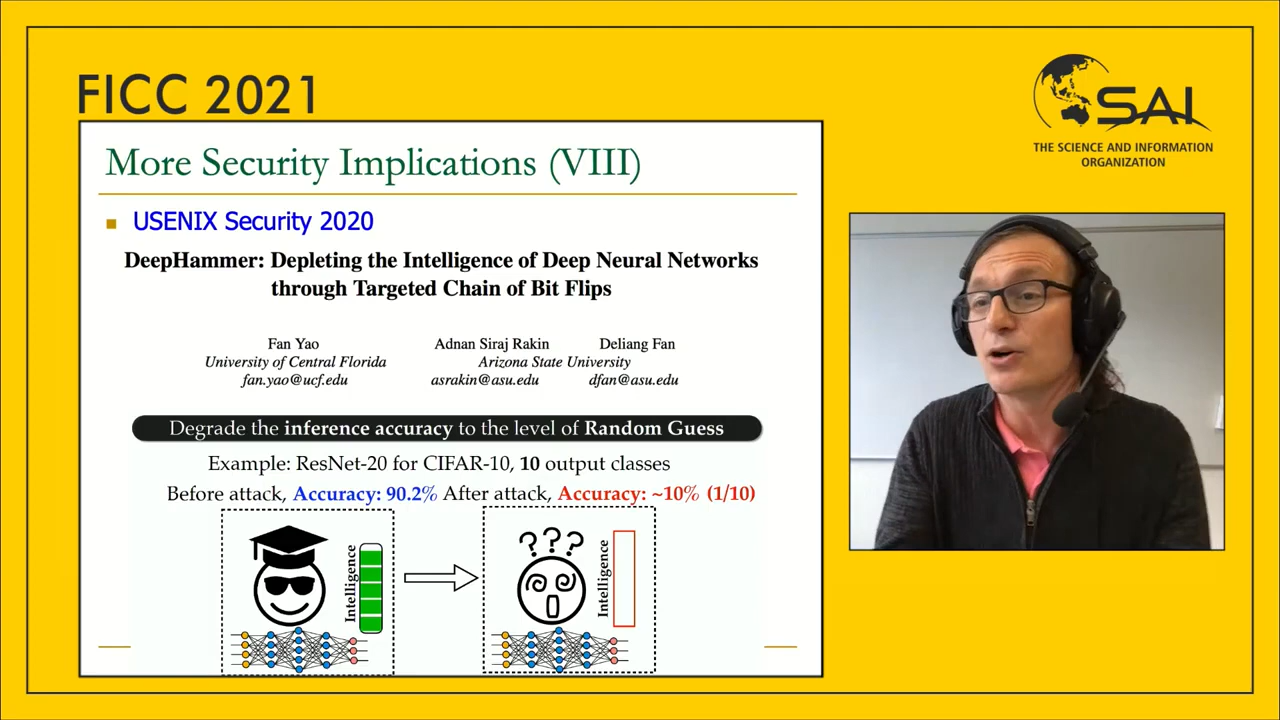 FICC 2021
SAI
THE SCIENCE AND INFORMATION
ORGANIZATION
More Security Implications (VIII)
USENIX Security 2020
DeepHammer: Depleting the Intelligence of Deep Neural Networks
through Targeted Chain of Bit Flips
Fan Yao Adnan Siraj Rakin Deliang Fan
University of Central Florida Arizona State University
fan.yao@ucf.edu asrakin@asu.edu dfan@asu.edu
Degrade the inference accuracy to the level of Random Guess
Example: ResNet-20 for CIFAR-10, 10 output classes
Before attack, Accuracy: 90.2% After attack, Accuracy: ~10% (1/10)
Intelligence
???
Intelligence